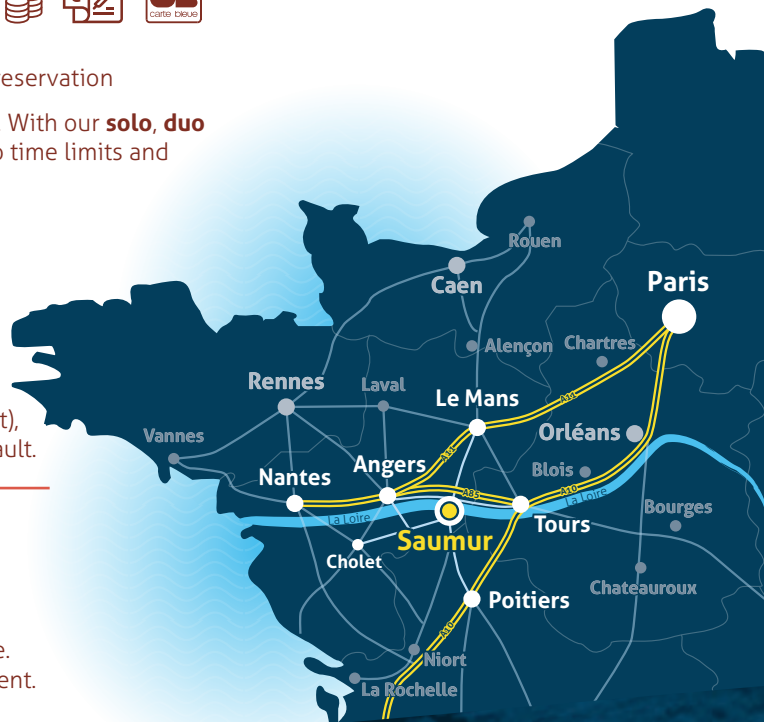 carte bleue
eservation
With our solo, duo
time limits and
t),
ault.
e.
ent.
Rouen
Caen
Paris
Alençon
Chartres
A11
Rennes
Laval
Le Mans
Orléans
Vannes
A11
Blois
Angers
Nantes
A85
A10
La Loire
La Loire
Bourges
Tours
Saumur
Cholet
Chateauroux
Poitiers
A10
Niort
La Rochelle